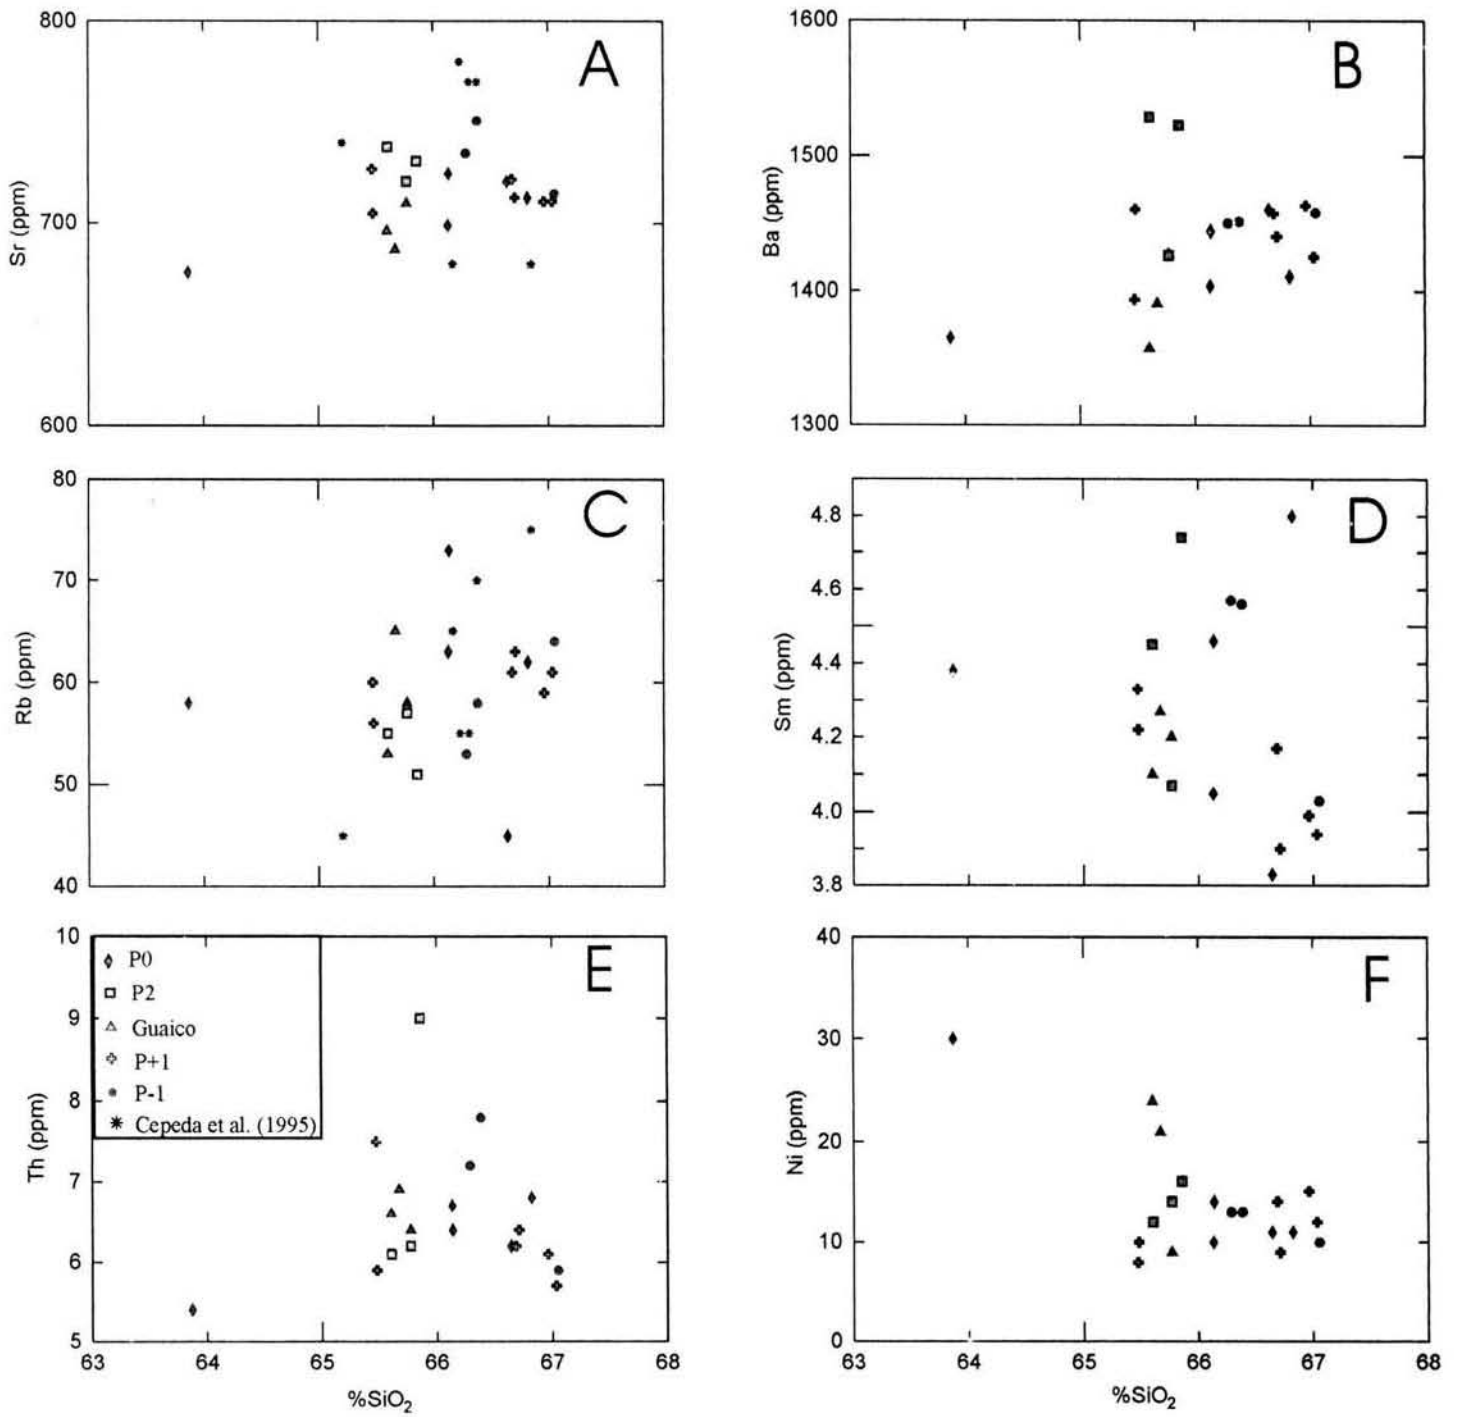 A
800
700
600
Sr (ppm)
B
1600
1500
1400
1300
Ba (ppm)
C
80
70
60
50
40
Rb (ppm)
D
4.8
4.6
4.4
4.2
4.0
3.8
Sm (ppm)
E
10
9
8
7
6
5
Th (ppm)
P0
P2
Guaico
P+1
P-1
Cepeda et al. (1995)
63 64 65 66 67 68
%SiO₂
F
40
30
20
10
0
Ni (ppm)
63 64 65 66 67 68
%SiO₂